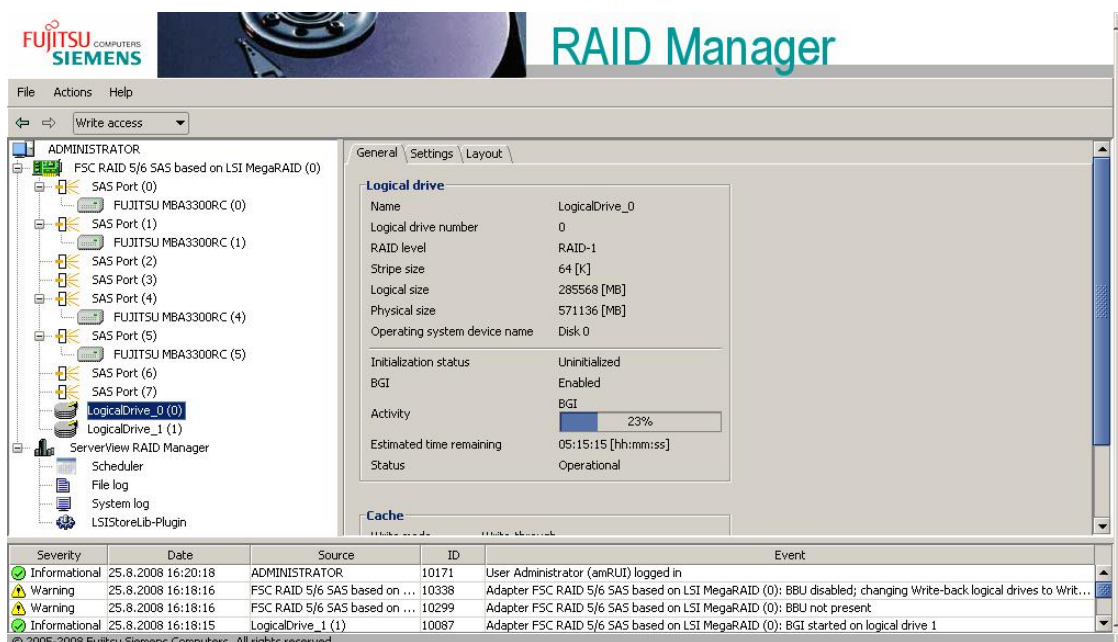 FUJITSU COMPUTERS
SIEMENS
RAID Manager
File Actions Help
Write access
ADMINISTRATOR
FSC RAID 5/6 SAS based on LSI MegaRAID (0)
SAS Port (0)
FUJITSU MBA3300RC (0)
SAS Port (1)
FUJITSU MBA3300RC (1)
SAS Port (2)
SAS Port (3)
SAS Port (4)
FUJITSU MBA3300RC (4)
SAS Port (5)
FUJITSU MBA3300RC (5)
SAS Port (6)
SAS Port (7)
LogicalDrive_0 (0)
LogicalDrive_1 (1)
ServerView RAID Manager
Scheduler
File log
System log
LSIStoreLib-Plugin
General Settings Layout
Logical drive
Name LogicalDrive_0
Logical drive number 0
RAID level RAID-1
Stripe size 64 [K]
Logical size 285568 [MB]
Physical size 571136 [MB]
Operating system device name Disk 0
Initialization status Uninitialized
BGI Enabled
Activity BGI
23%
Estimated time remaining 05:15:15 [hh:mm:ss]
Status Operational
Cache
Severity Date Source ID Event
Informational 25.8.2008 16:20:18 ADMINISTRATOR 10171 User Administrator (amRUI) logged in
Warning 25.8.2008 16:18:16 FSC RAID 5/6 SAS based on ... 10338 Adapter FSC RAID 5/6 SAS based on LSI MegaRAID (0): BBU disabled; changing Write-back logical drives to Writ...
Warning 25.8.2008 16:18:16 FSC RAID 5/6 SAS based on ... 10299 Adapter FSC RAID 5/6 SAS based on LSI MegaRAID (0): BBU not present
Informational 25.8.2008 16:18:15 LogicalDrive_1 (1) 10087 Adapter FSC RAID 5/6 SAS based on LSI MegaRAID (0): BGI started on logical drive 1
© 2005-2008 Fujitsu Siemens Computers. All rights reserved